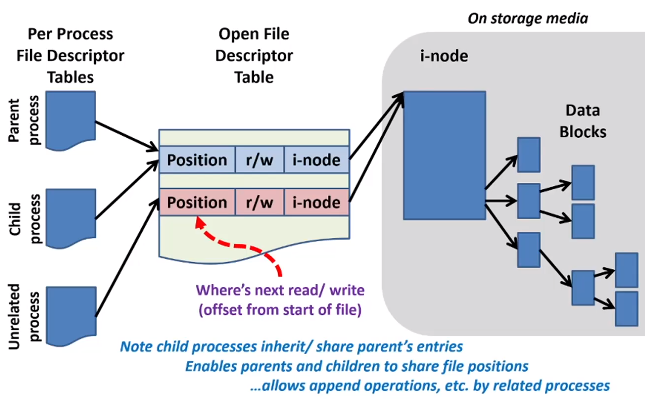 Per Process
File Descriptor
Tables
Open File
Descriptor
Table
On storage media
i-node
Data
Blocks
Parent
process
Child
process
Unrelated
process
Position r/w i-node
Position r/w i-node
Where's next read/ write
(offset from start of file)
Note child processes inherit/ share parent's entries
Enables parents and children to share file positions
...allows append operations, etc. by related processes